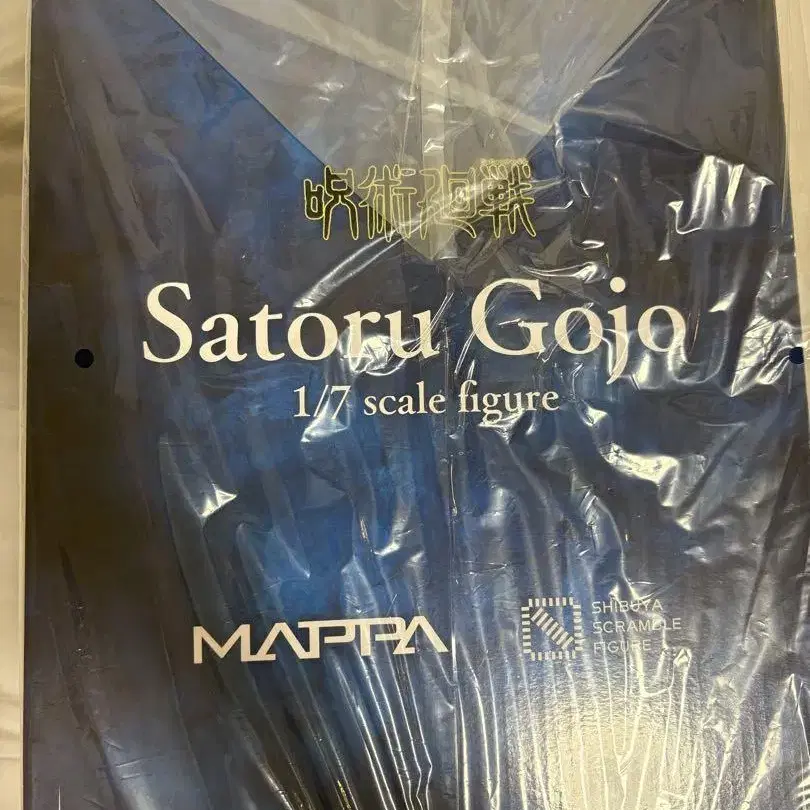 呪術廻戦
Satoru Gojo
1/7 scale figure
MAPPA
SHIBUYA
SCRAMBLE
FIGURE